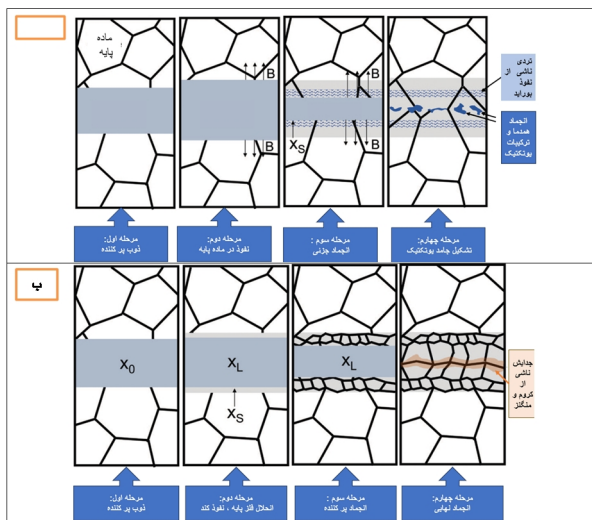 ماده
پایه
B
B
B
B
xS
تردی
ناشی از
نفوذ
بوراید
انجماد
همدما و
ترکیبات
یوتکتیک
مرحله اول:
ذوب پر کننده
مرحله دوم:
نفوذ در ماده پایه
مرحله سوم :
انجماد جزئی
مرحله چهارم:
تشکیل جامد یوتکتیک
ب
x0
xL
xS
xL
جدایش
ناشی
از
کروم و
منگنز
مرحله اول:
ذوب پر کننده
مرحله دوم:
انحلال فلز پایه ، نفوذ کند
مرحله سوم :
انجماد پر کننده
مرحله چهارم:
انجماد نهایی